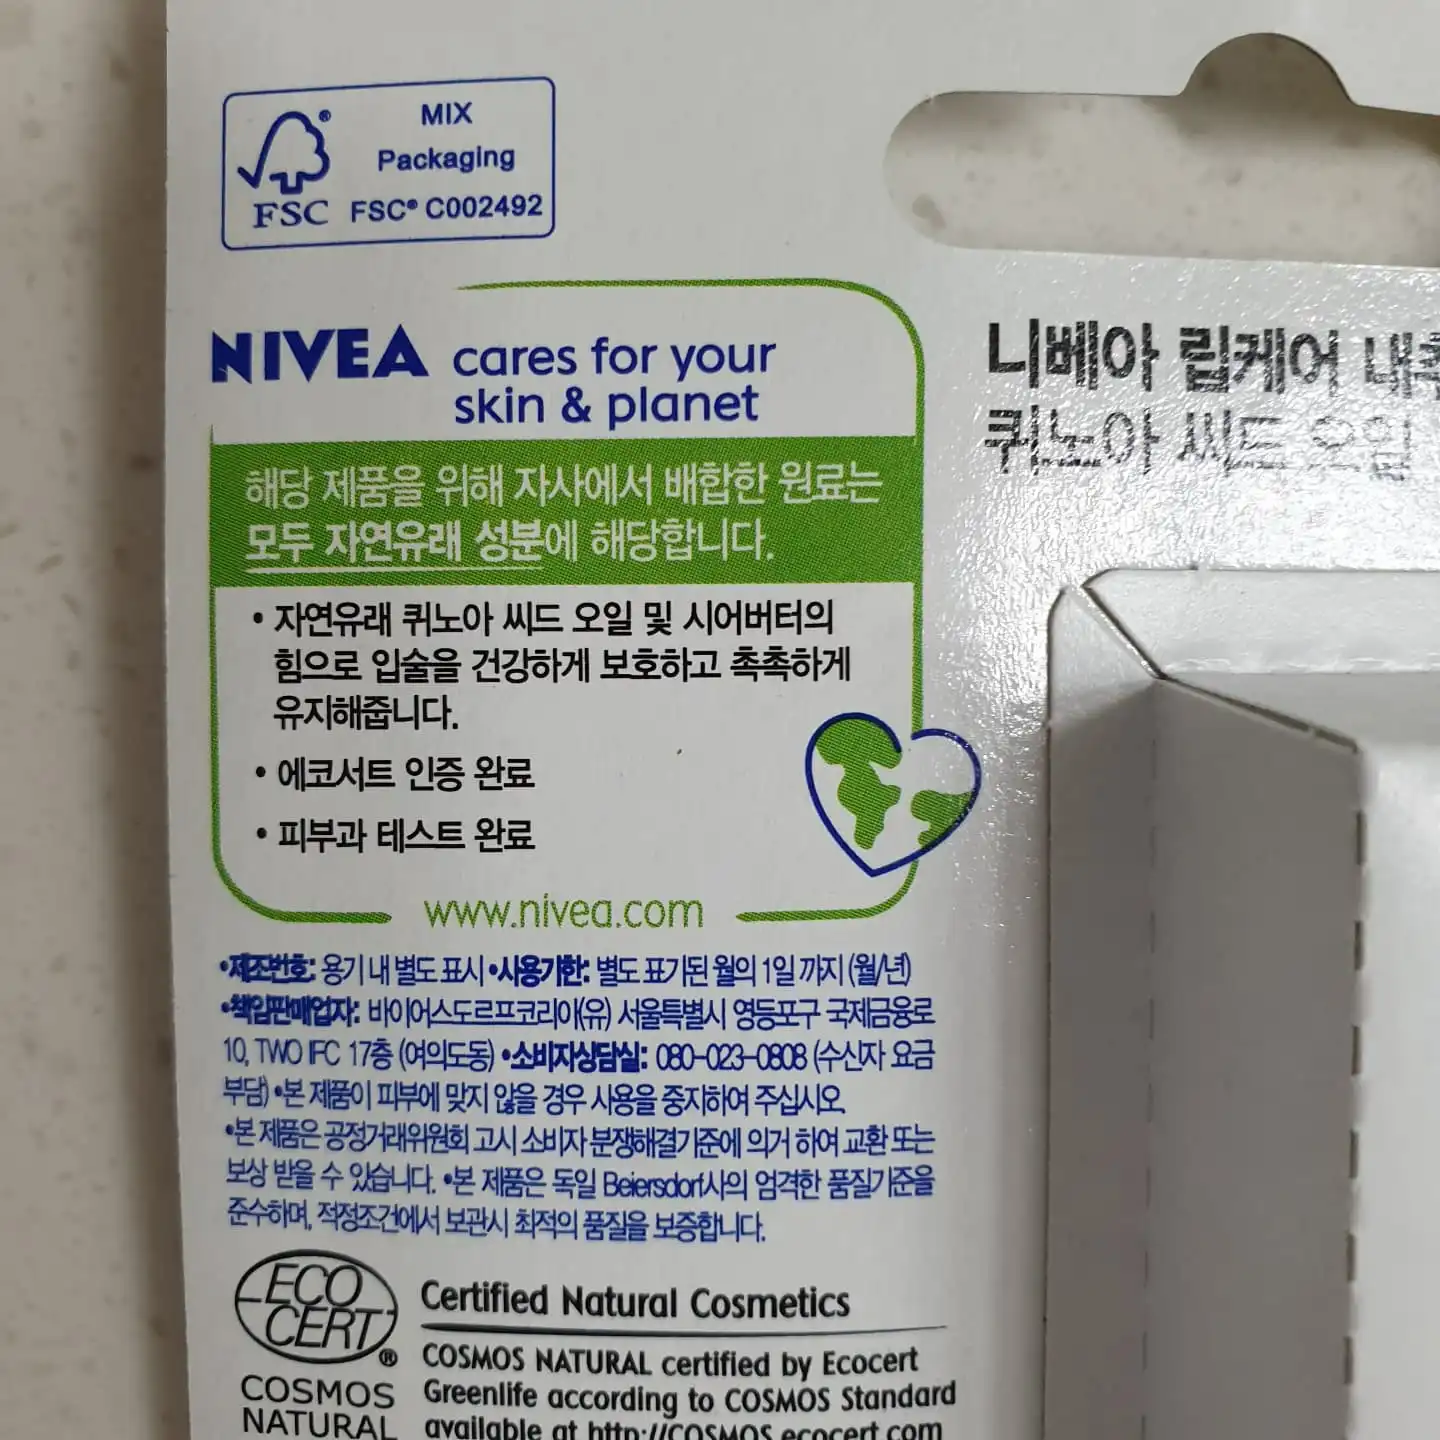 MIX
Packaging
FSC FSC® C002492
NIVEA cares for your
skin & planet
해당 제품을 위해 자사에서 배합한 원료는
모두 자연유래 성분에 해당합니다.
• 자연유래 퀴노아 씨드 오일 및 시어버터의
힘으로 입술을 건강하게 보호하고 촉촉하게
유지해줍니다.
• 에코서트 인증 완료
• 피부과 테스트 완료
www.nivea.com
•제조번호: 용기 내 별도 표시 •사용기한: 별도 표기된 월의 1일 까지 (월/년)
•책임판매업자: 바이어스도르프코리아(유) 서울특별시 영등포구 국제금융로
10, TWO IFC 17층 (여의도동) •소비자상담실: 080-023-0808 (수신자 요금
부담) •본 제품이 피부에 맞지 않을 경우 사용을 중지하여 주십시오
•본 제품은 공정거래위원회 고시 소비자 분쟁해결기준에 의거 하여 교환 또는
보상 받을 수 있습니다. •본 제품은 독일 Beiersdorf사의 엄격한 품질기준을
준수하며, 적정조건에서 보관시 최적의 품질을 보증합니다.
ECO
CERT®
COSMOS
NATURAL
Certified Natural Cosmetics
COSMOS NATURAL certified by Ecocert
Greenlife according to COSMOS Standard
available at http://COSMOS.ecocert.com
니베아 립케어
퀴노아 씨드 오일